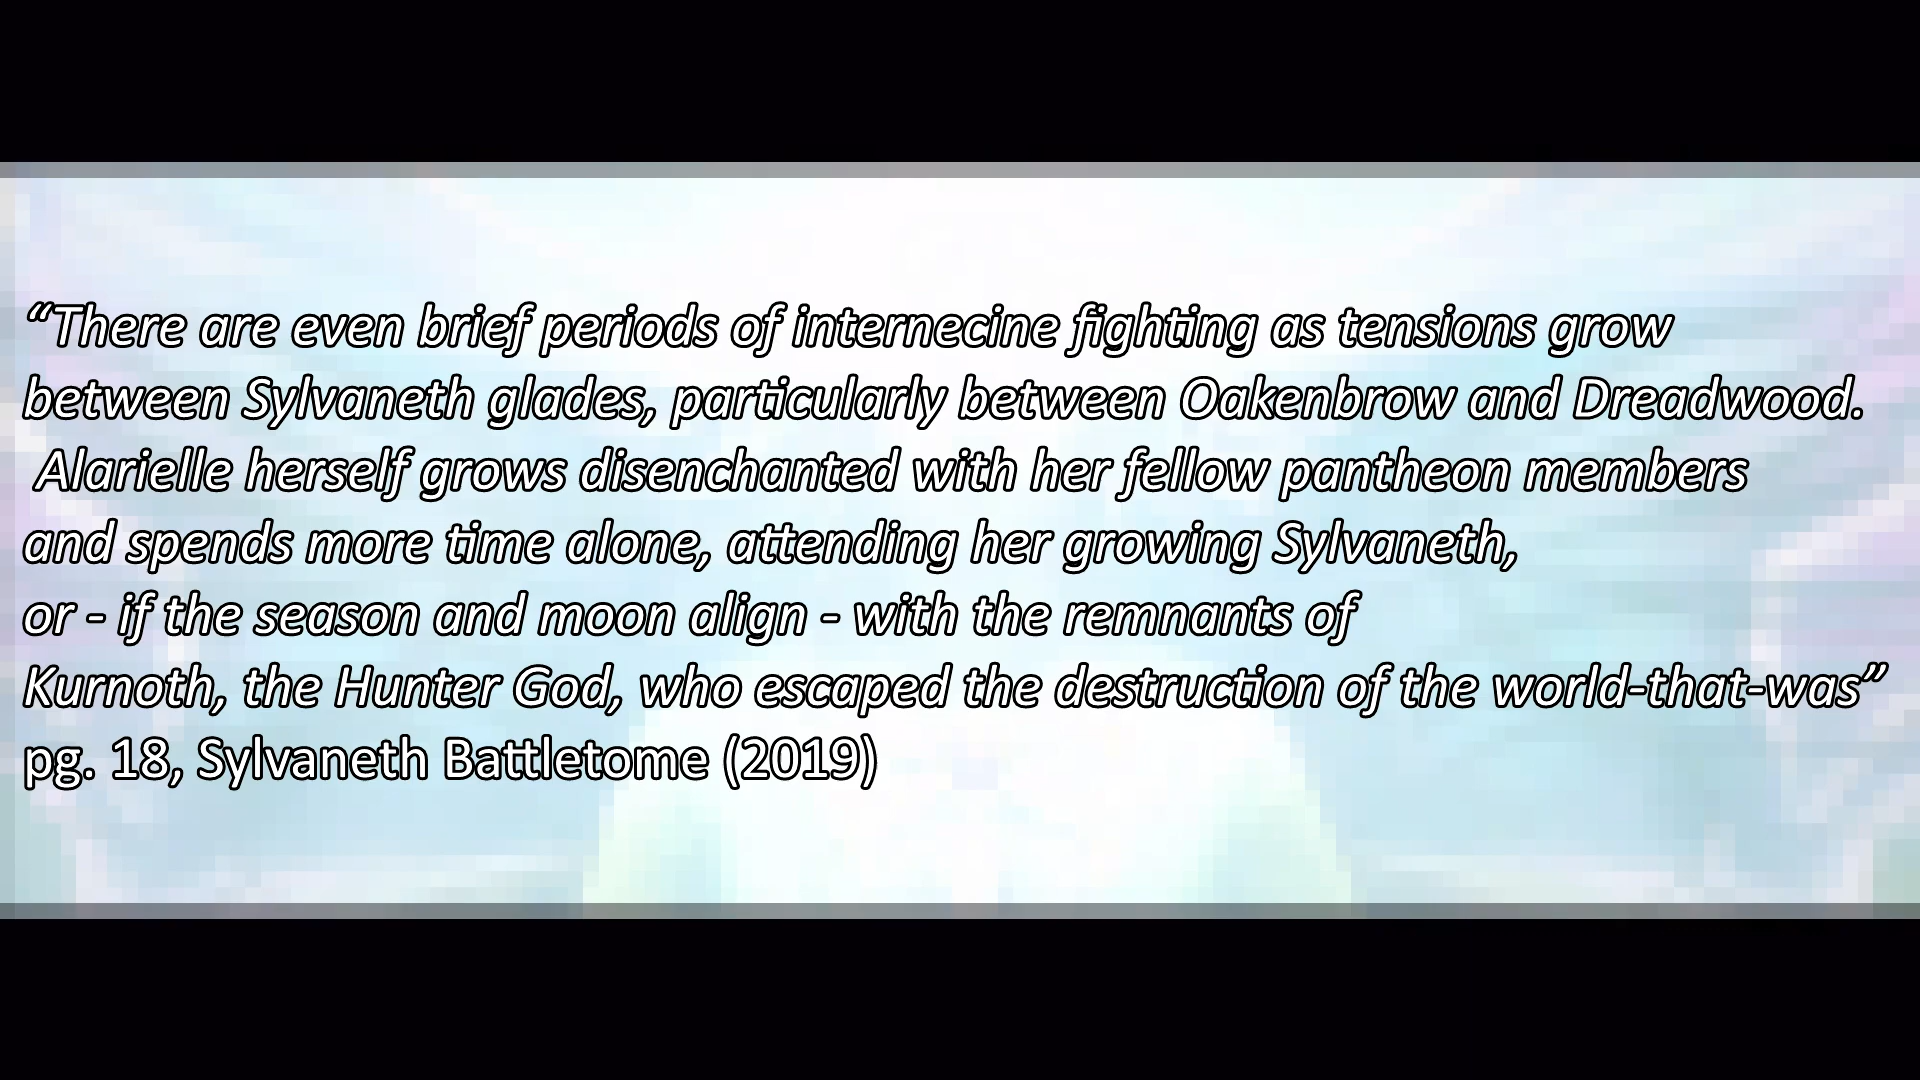 “There are even brief periods of internecine fighting as tensions grow
between Sylvaneth glades, particularly between Oakenbrow and Dreadwood.
Alarielle herself grows disenchanted with her fellow pantheon members
and spends more time alone, attending her growing Sylvaneth,
or - if the season and moon align - with the remnants of
Kurnoth, the Hunter God, who escaped the destruction of the world-that-was”
pg. 18, Sylvaneth Battletome (2019)